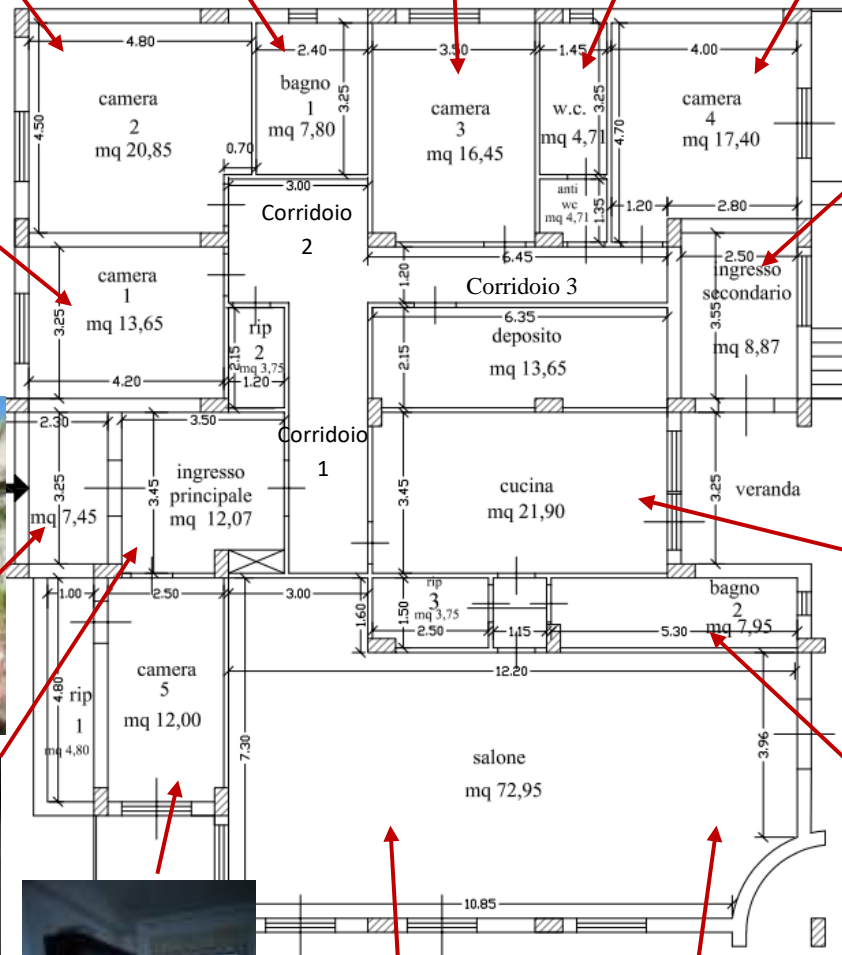 4.80
2.40
3.50
1.45
4.00
camera
2
mq 20,85
4.50
bagno
1
mq 7,80
3.25
0.70
camera
3
mq 16,45
w.c.
mq 4,71
3.25
camera
4
mq 17,40
4.70
anti
wc
mq 4,71
1.35
1.20
2.80
3.00
Corridoio
2
6.45
Corridoio 3
1.20
2.50
ingresso
secondario
mq 8,87
3.55
camera
1
mq 13,65
3.25
4.20
rip
2
mq 3,75
2.15
1.20
6.35
deposito
mq 13,65
2.15
2.30
3.25
mq 7,45
3.50
ingresso
principale
mq 12,07
3.45
Corridoio
1
cucina
mq 21,90
3.45
3.25
veranda
1.00
2.50
3.00
1.60
1.50
rip
3
mq 3,75
2.50
1.15
bagno
2
mq 7,95
5.30
12.20
4.80
rip
1
mq 4,80
camera
5
mq 12,00
7.30
3.96
salone
mq 72,95
10.85